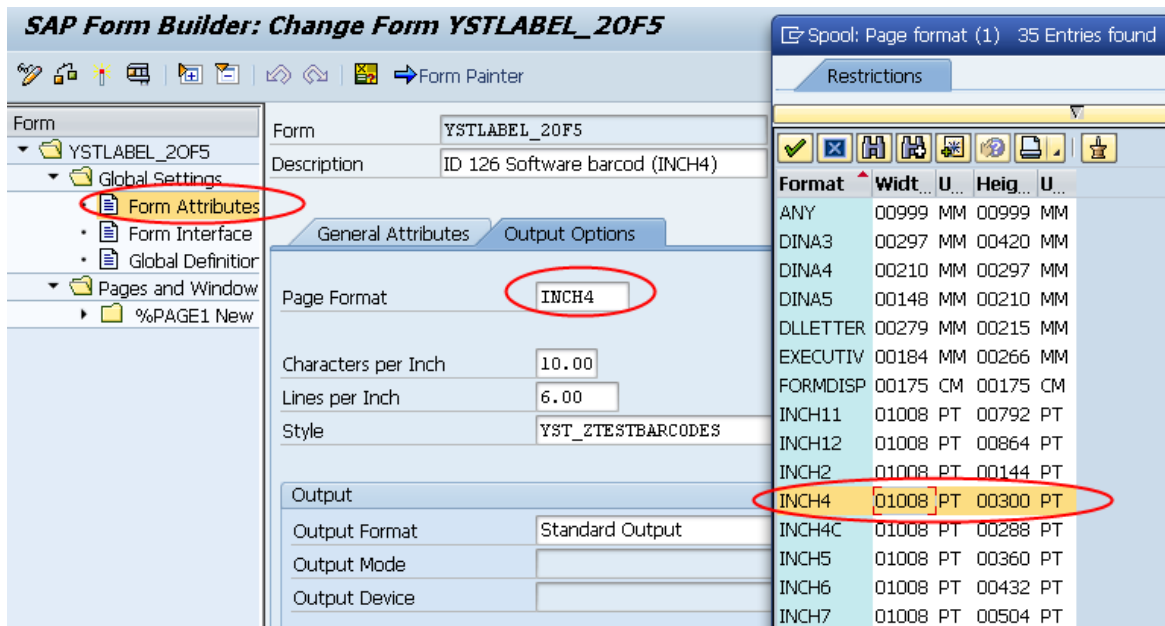 SAP Form Builder: Change Form YSTLABEL_2OF5
Form Painter
Form
YSTLABEL_2OF5
Global Settings
Form Attributes
Form Interface
Global Definitior
Pages and Window
%PAGE1 New
Form YSTLABEL_2OF5
Description ID 126 Software barcod (INCH4)
General Attributes Output Options
Page Format INCH4
Characters per Inch 10.00
Lines per Inch 6.00
Style YST_ZTESTBARCODES
Output
Output Format Standard Output
Output Mode
Output Device
Spool: Page format (1) 35 Entries found
Restrictions
Format Widt... U... Heig... U...
ANY 00999 MM 00999 MM
DINA3 00297 MM 00420 MM
DINA4 00210 MM 00297 MM
DINA5 00148 MM 00210 MM
DLLETTER 00279 MM 00215 MM
EXECUTIV 00184 MM 00266 MM
FORMDISP 00175 CM 00175 CM
INCH11 01008 PT 00792 PT
INCH12 01008 PT 00864 PT
INCH2 01008 PT 00144 PT
INCH4 01008 PT 00300 PT
INCH4C 01008 PT 00288 PT
INCH5 01008 PT 00360 PT
INCH6 01008 PT 00432 PT
INCH7 01008 PT 00504 PT